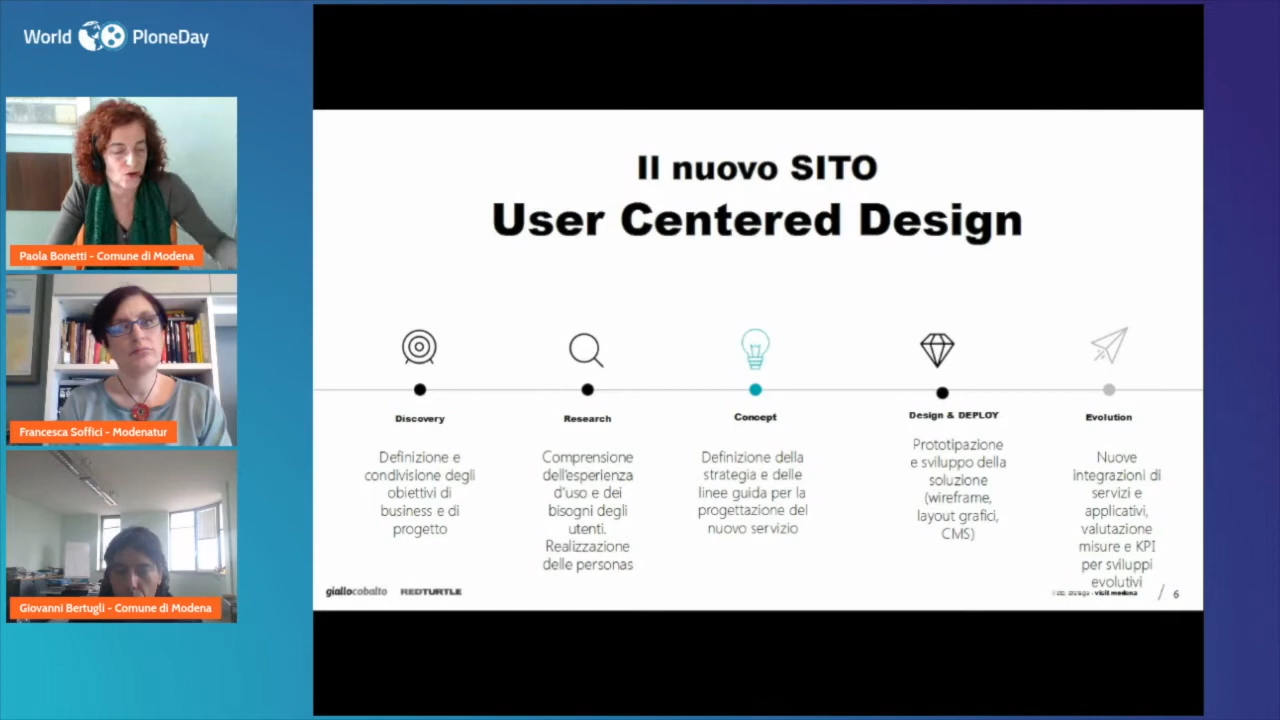 World PloneDay
Paola Bonetti - Comune di Modena
Francesca Soffici - Modenatur
Giovanni Bertugli - Comune di Modena
Il nuovo SITO
User Centered Design
Discovery
Definizione e
condivisione degli
obiettivi di
business e di
progetto
Research
Comprensione
dell'esperienza
d'uso e dei
bisogni degli
utenti.
Realizzazione
delle personas
Concept
Definizione della
strategia e delle
linee guida per la
progettazione del
nuovo servizio
Design & DEPLOY
Prototipazione
e sviluppo della
soluzione
(wireframe,
layout grafici,
CMS)
Evolution
Nuove
integrazioni di
servizi e
applicativi,
valutazione
misure e KPI
per sviluppi
evolutivi
giallocobalto REDTURTLE
visit modena / 6